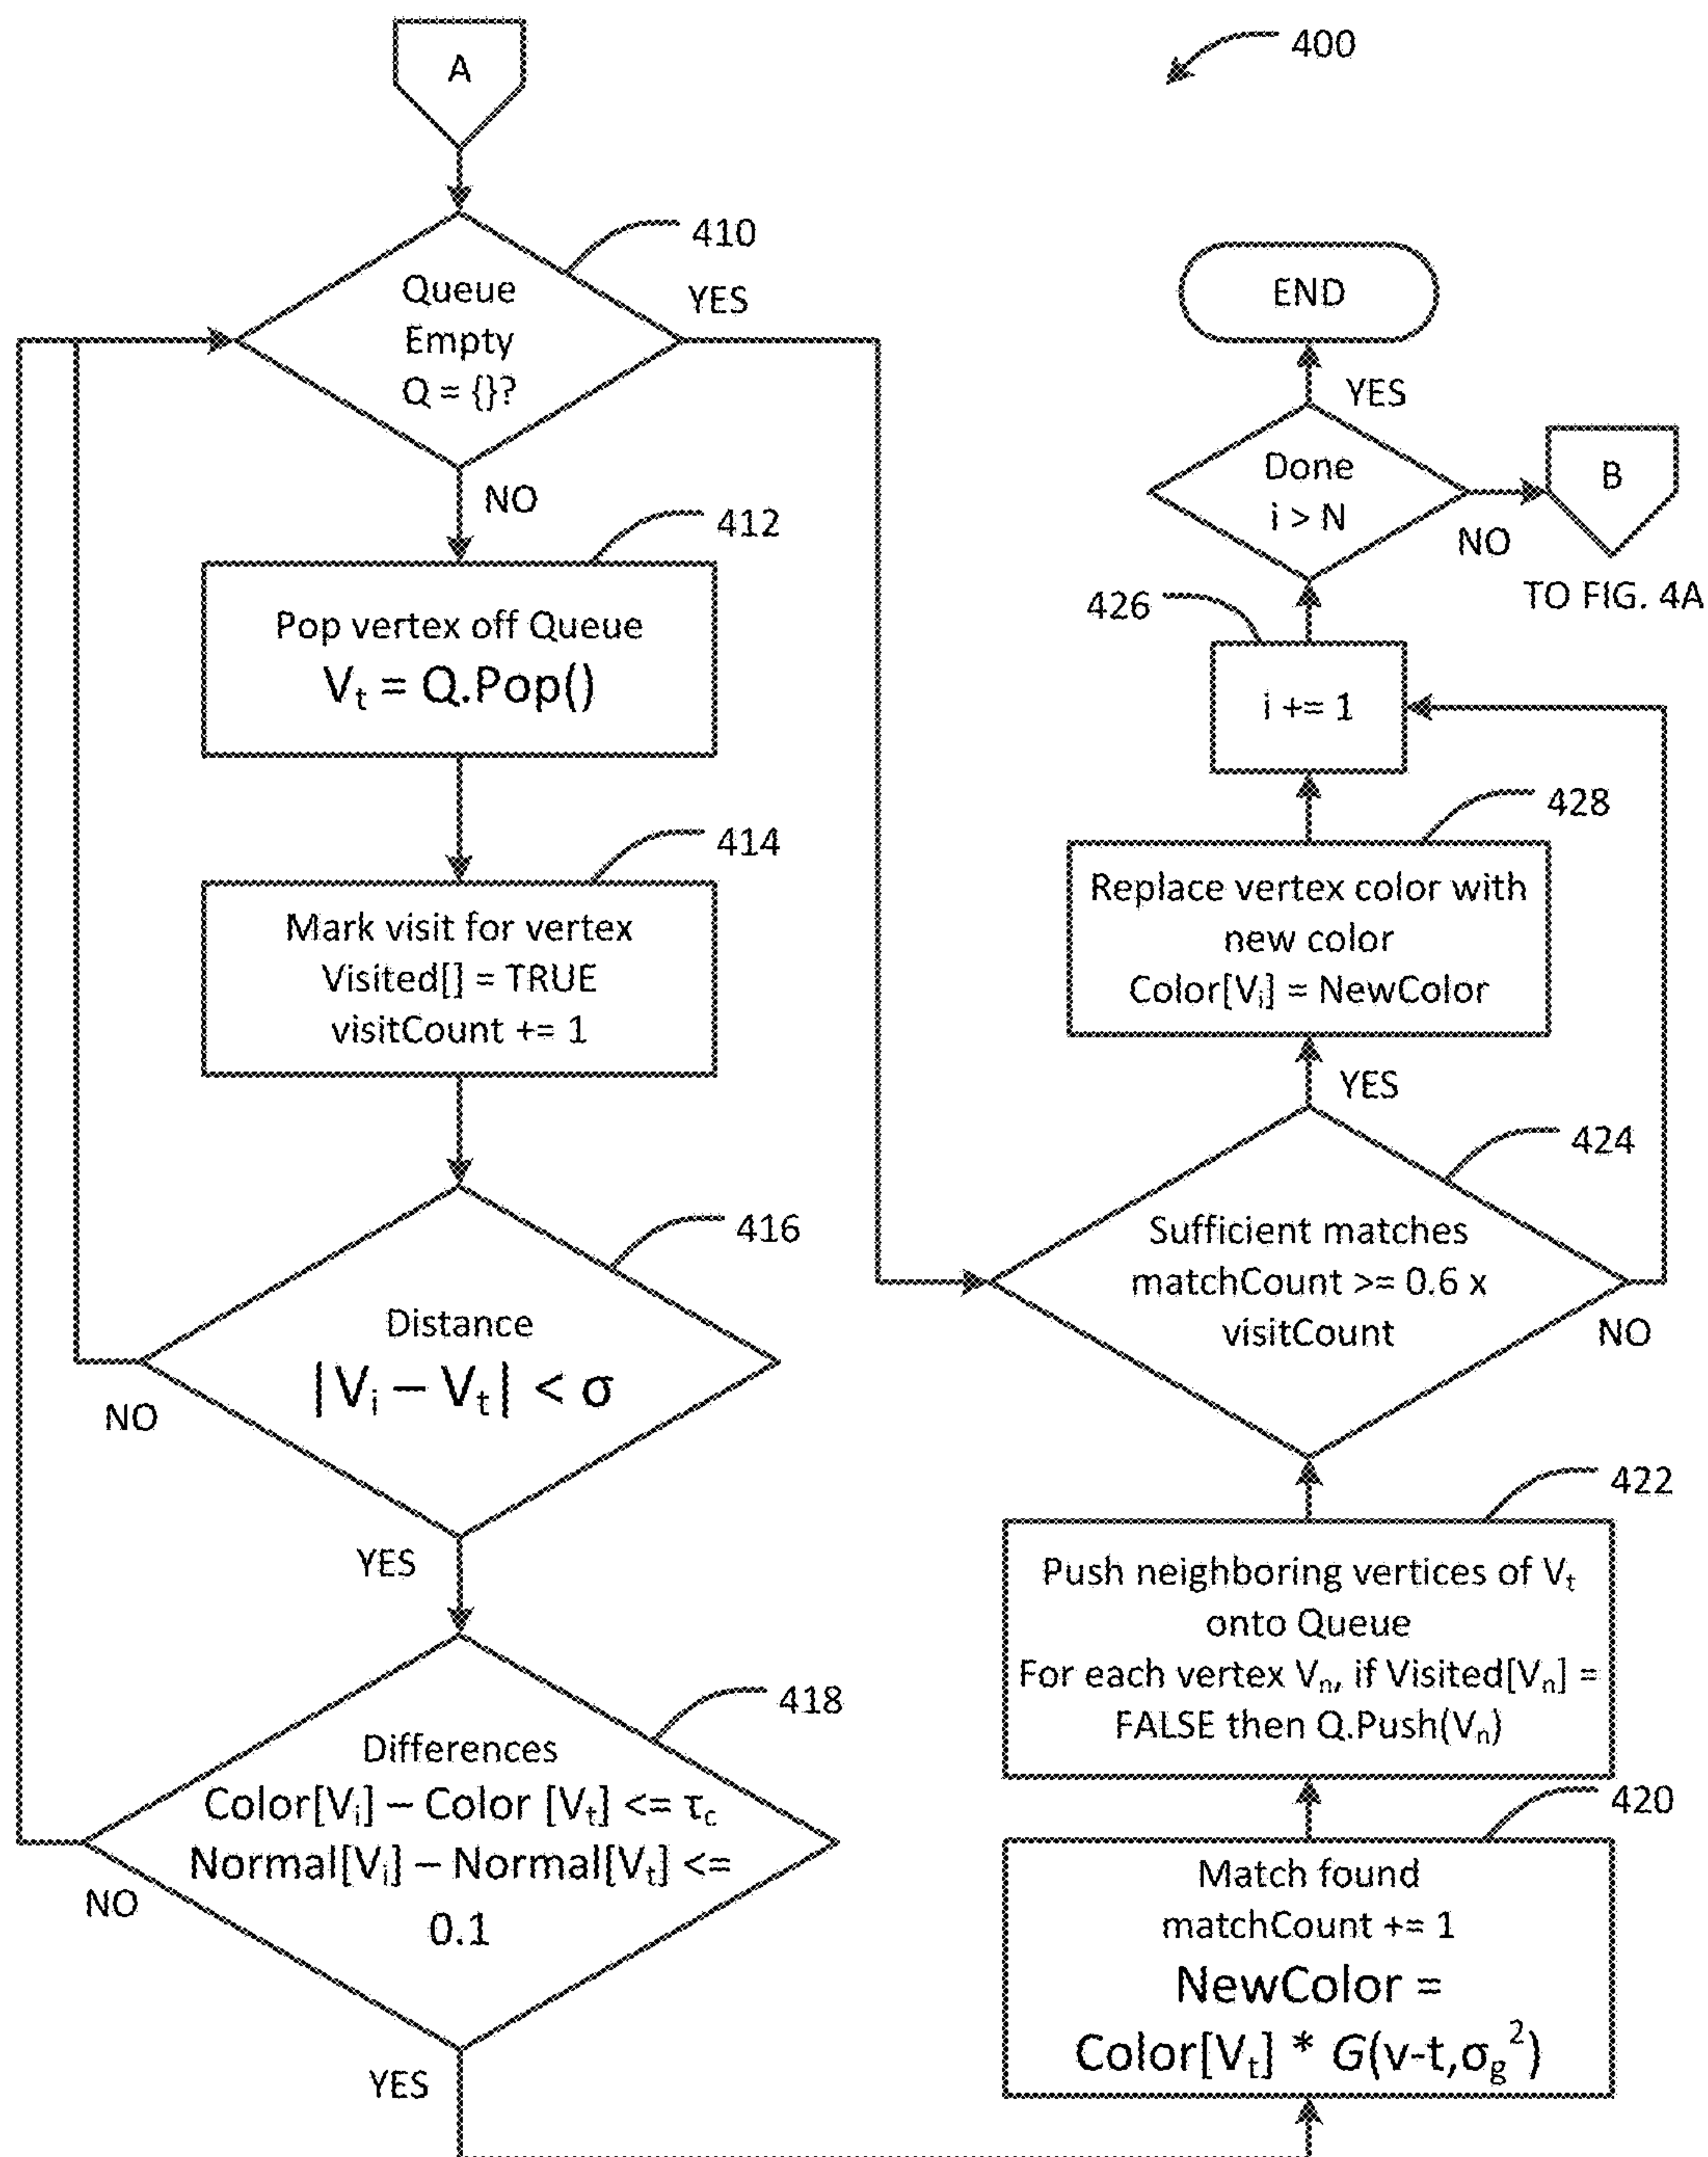 A
400
410
Queue
Empty
Q = {}?
YES
NO
412
Pop vertex off Queue
Vₜ = Q.Pop()
414
Mark visit for vertex
Visited[] = TRUE
visitCount += 1
416
Distance
|Vᵢ – Vₜ| < σ
NO
YES
418
Differences
Color[Vᵢ] – Color [Vₜ] <= τ꜀
Normal[Vᵢ] – Normal[Vₜ] <=
0.1
NO
YES
END
YES
Done
i > N
NO
B
TO FIG. 4A
426
i += 1
428
Replace vertex color with
new color
Color[Vᵢ] = NewColor
YES
424
Sufficient matches
matchCount >= 0.6 x
visitCount
NO
422
Push neighboring vertices of Vₜ
onto Queue
For each vertex Vₙ, if Visited[Vₙ] =
FALSE then Q.Push(Vₙ)
420
Match found
matchCount += 1
NewColor =
Color[Vₜ] * G(v-t,σ_g²)